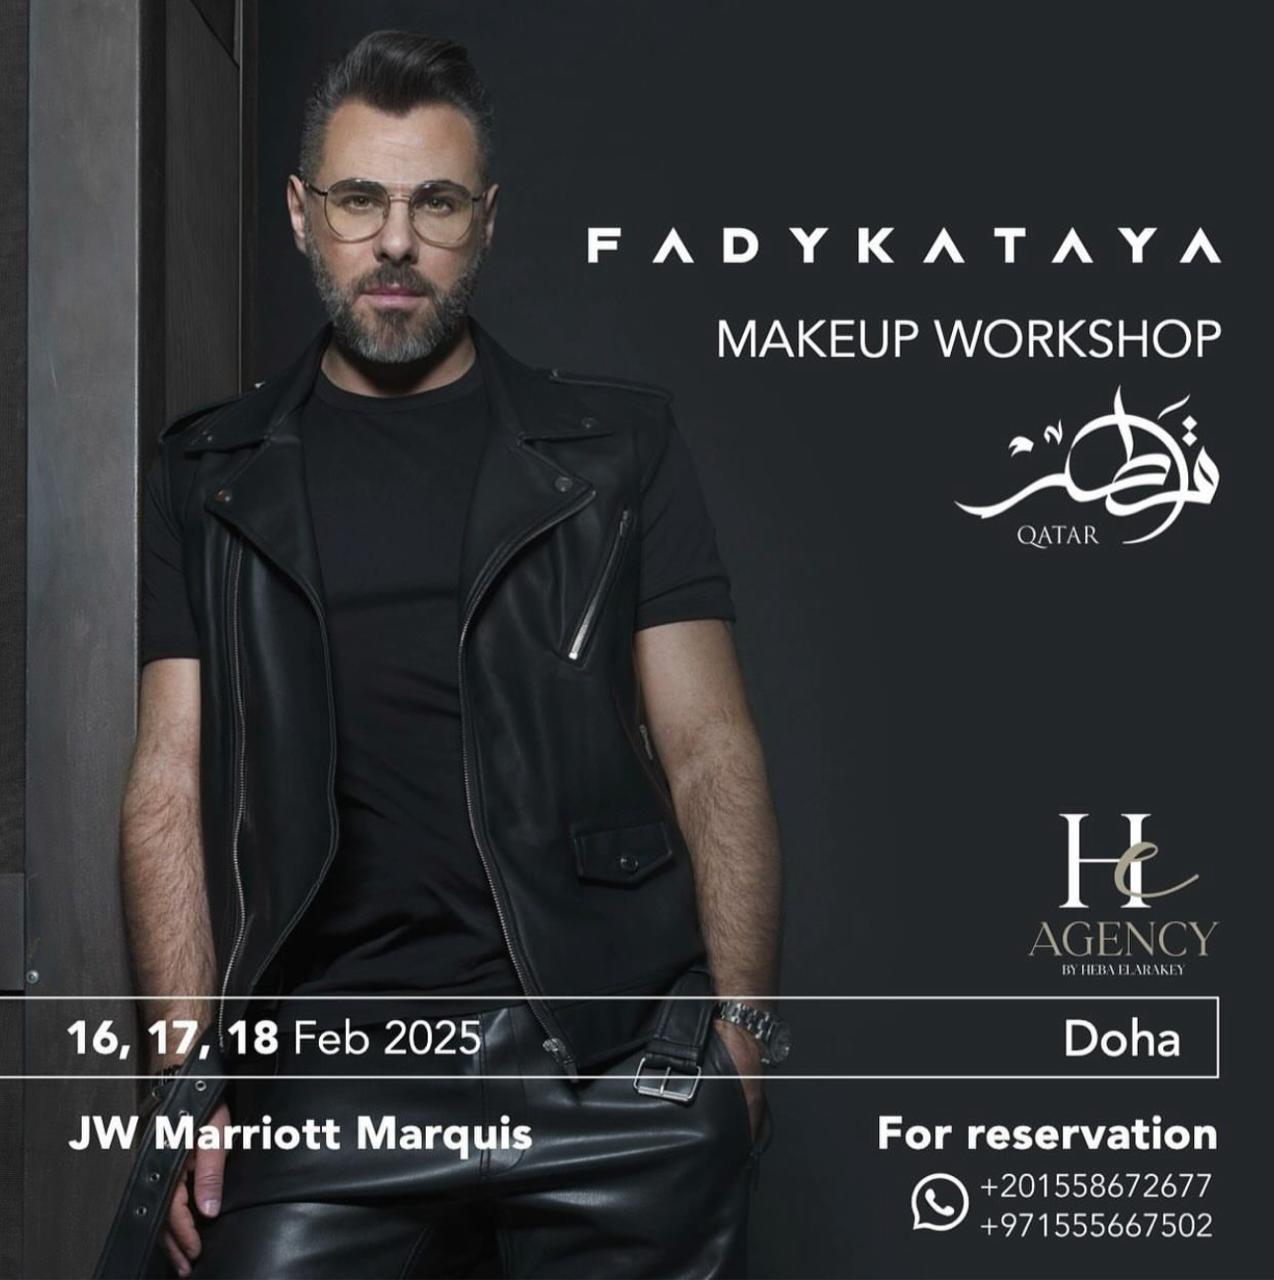 FADYKATAYA
MAKEUP WORKSHOP
قطر
QATAR
He
AGENCY
BY HEBA ELARAKEY
16, 17, 18 Feb 2025
Doha
JW Marriott Marquis
For reservation
+201558672677
+971555667502